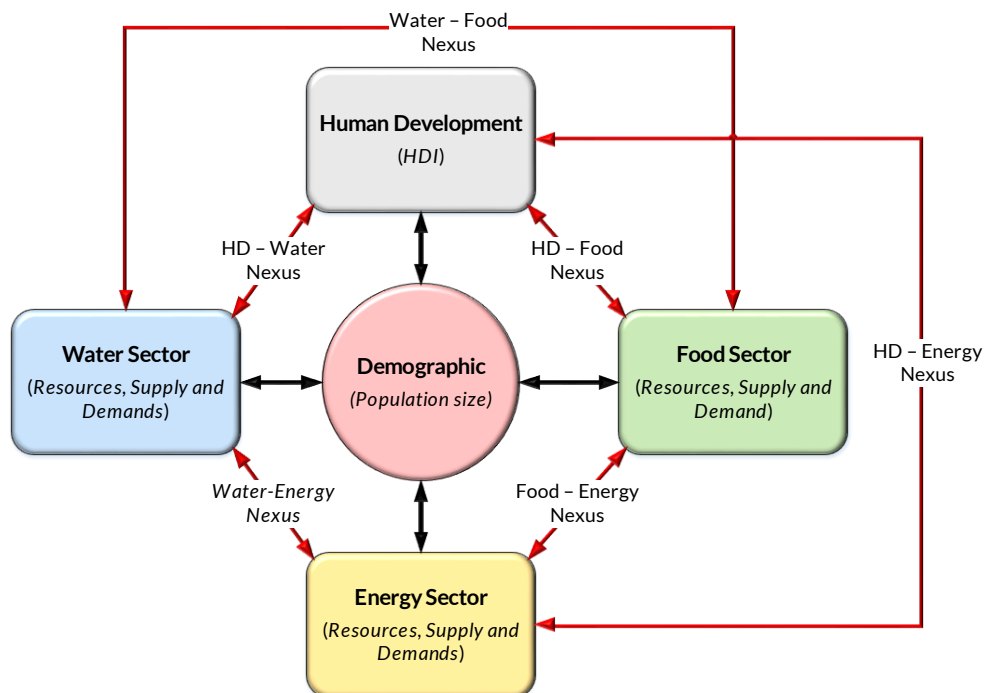 Water – Food
Nexus
Human Development
(HDI)
HD – Water
Nexus
HD – Food
Nexus
Water Sector
(Resources, Supply and
Demands)
Demographic
(Population size)
Food Sector
(Resources, Supply and
Demand)
HD – Energy
Nexus
Water-Energy
Nexus
Food – Energy
Nexus
Energy Sector
(Resources, Supply and
Demands)